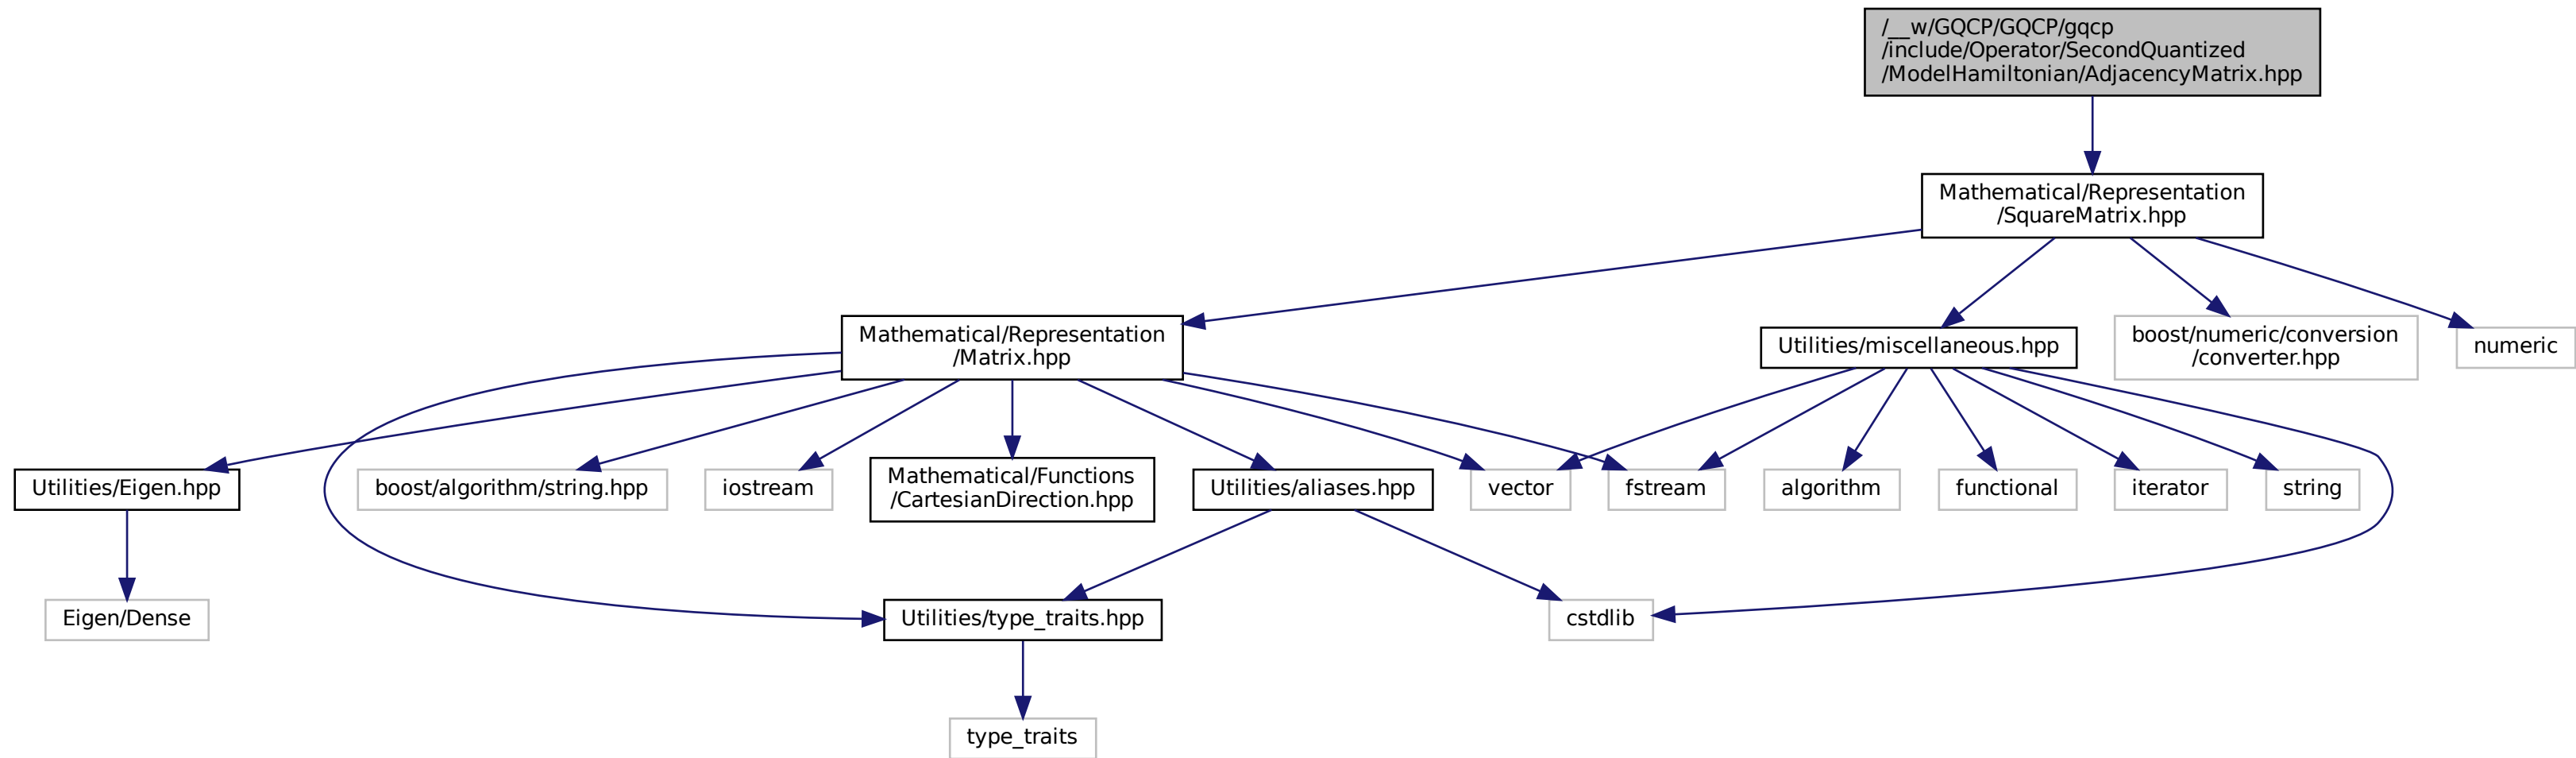 /__w/GQCP/GQCP/gqcp
/include/Operator/SecondQuantized
/ModelHamiltonian/AdjacencyMatrix.hpp
Mathematical/Representation
/SquareMatrix.hpp
Mathematical/Representation
/Matrix.hpp
Utilities/miscellaneous.hpp
boost/numeric/conversion
/converter.hpp
numeric
Utilities/Eigen.hpp
boost/algorithm/string.hpp
iostream
Mathematical/Functions
/CartesianDirection.hpp
Utilities/aliases.hpp
vector
fstream
algorithm
functional
iterator
string
Eigen/Dense
Utilities/type_traits.hpp
cstdlib
type_traits